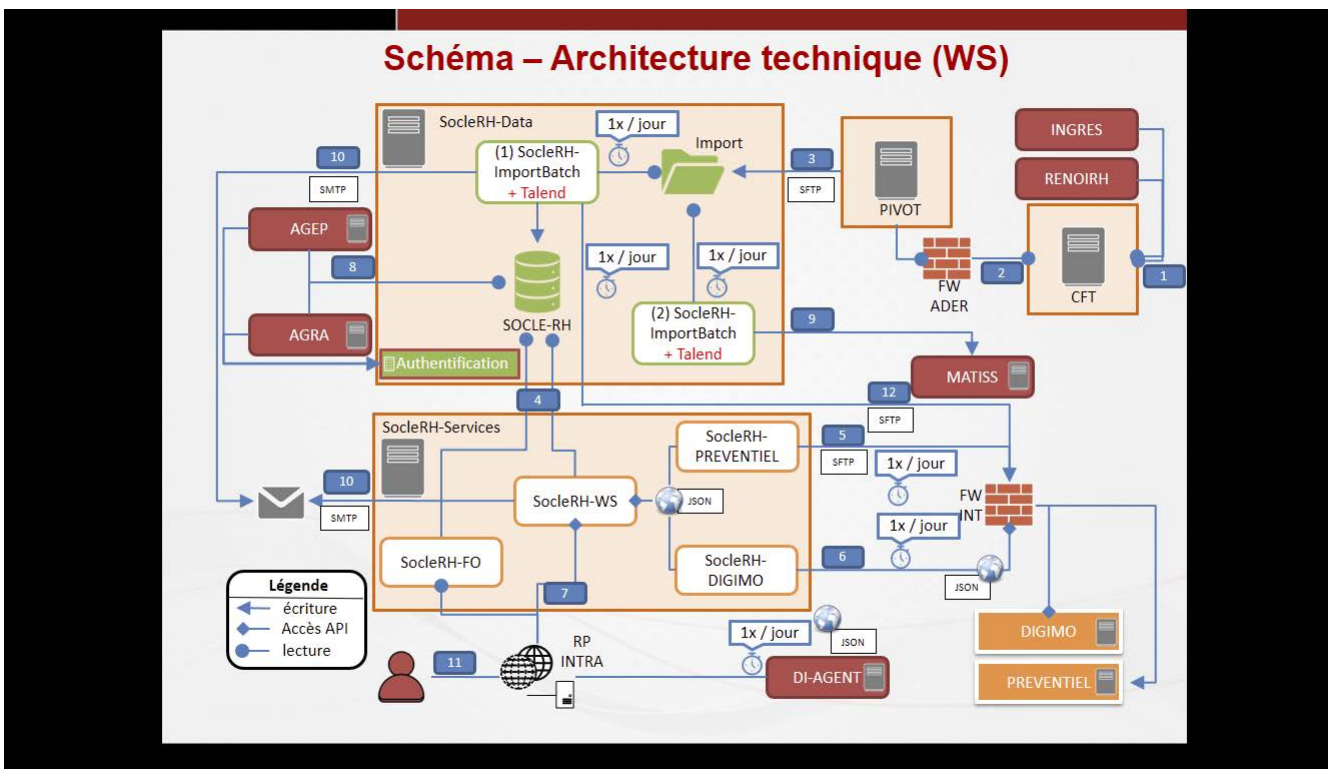 Schéma – Architecture technique (WS)
SocleRH-Data
1x / jour
(1) SocleRH-
ImportBatch
+ Talend
Import
10
SMTP
3
SFTP
PIVOT
INGRES
RENOIRH
AGEP
8
1x / jour
1x / jour
FW
ADER
2
CFT
1
SOCLE-RH
(2) SocleRH-
ImportBatch
+ Talend
9
AGRA
Authentification
MATISS
4
12
SFTP
SocleRH-Services
SocleRH-
PREVENTIEL
5
SFTP
1x / jour
10
SMTP
SocleRH-WS
JSON
FW
INT
1x / jour
SocleRH-FO
SocleRH-
DIGIMO
6
JSON
7
Légende
écriture
Accès API
lecture
11
RP
INTRA
1x / jour
JSON
DI-AGENT
DIGIMO
PREVENTIEL